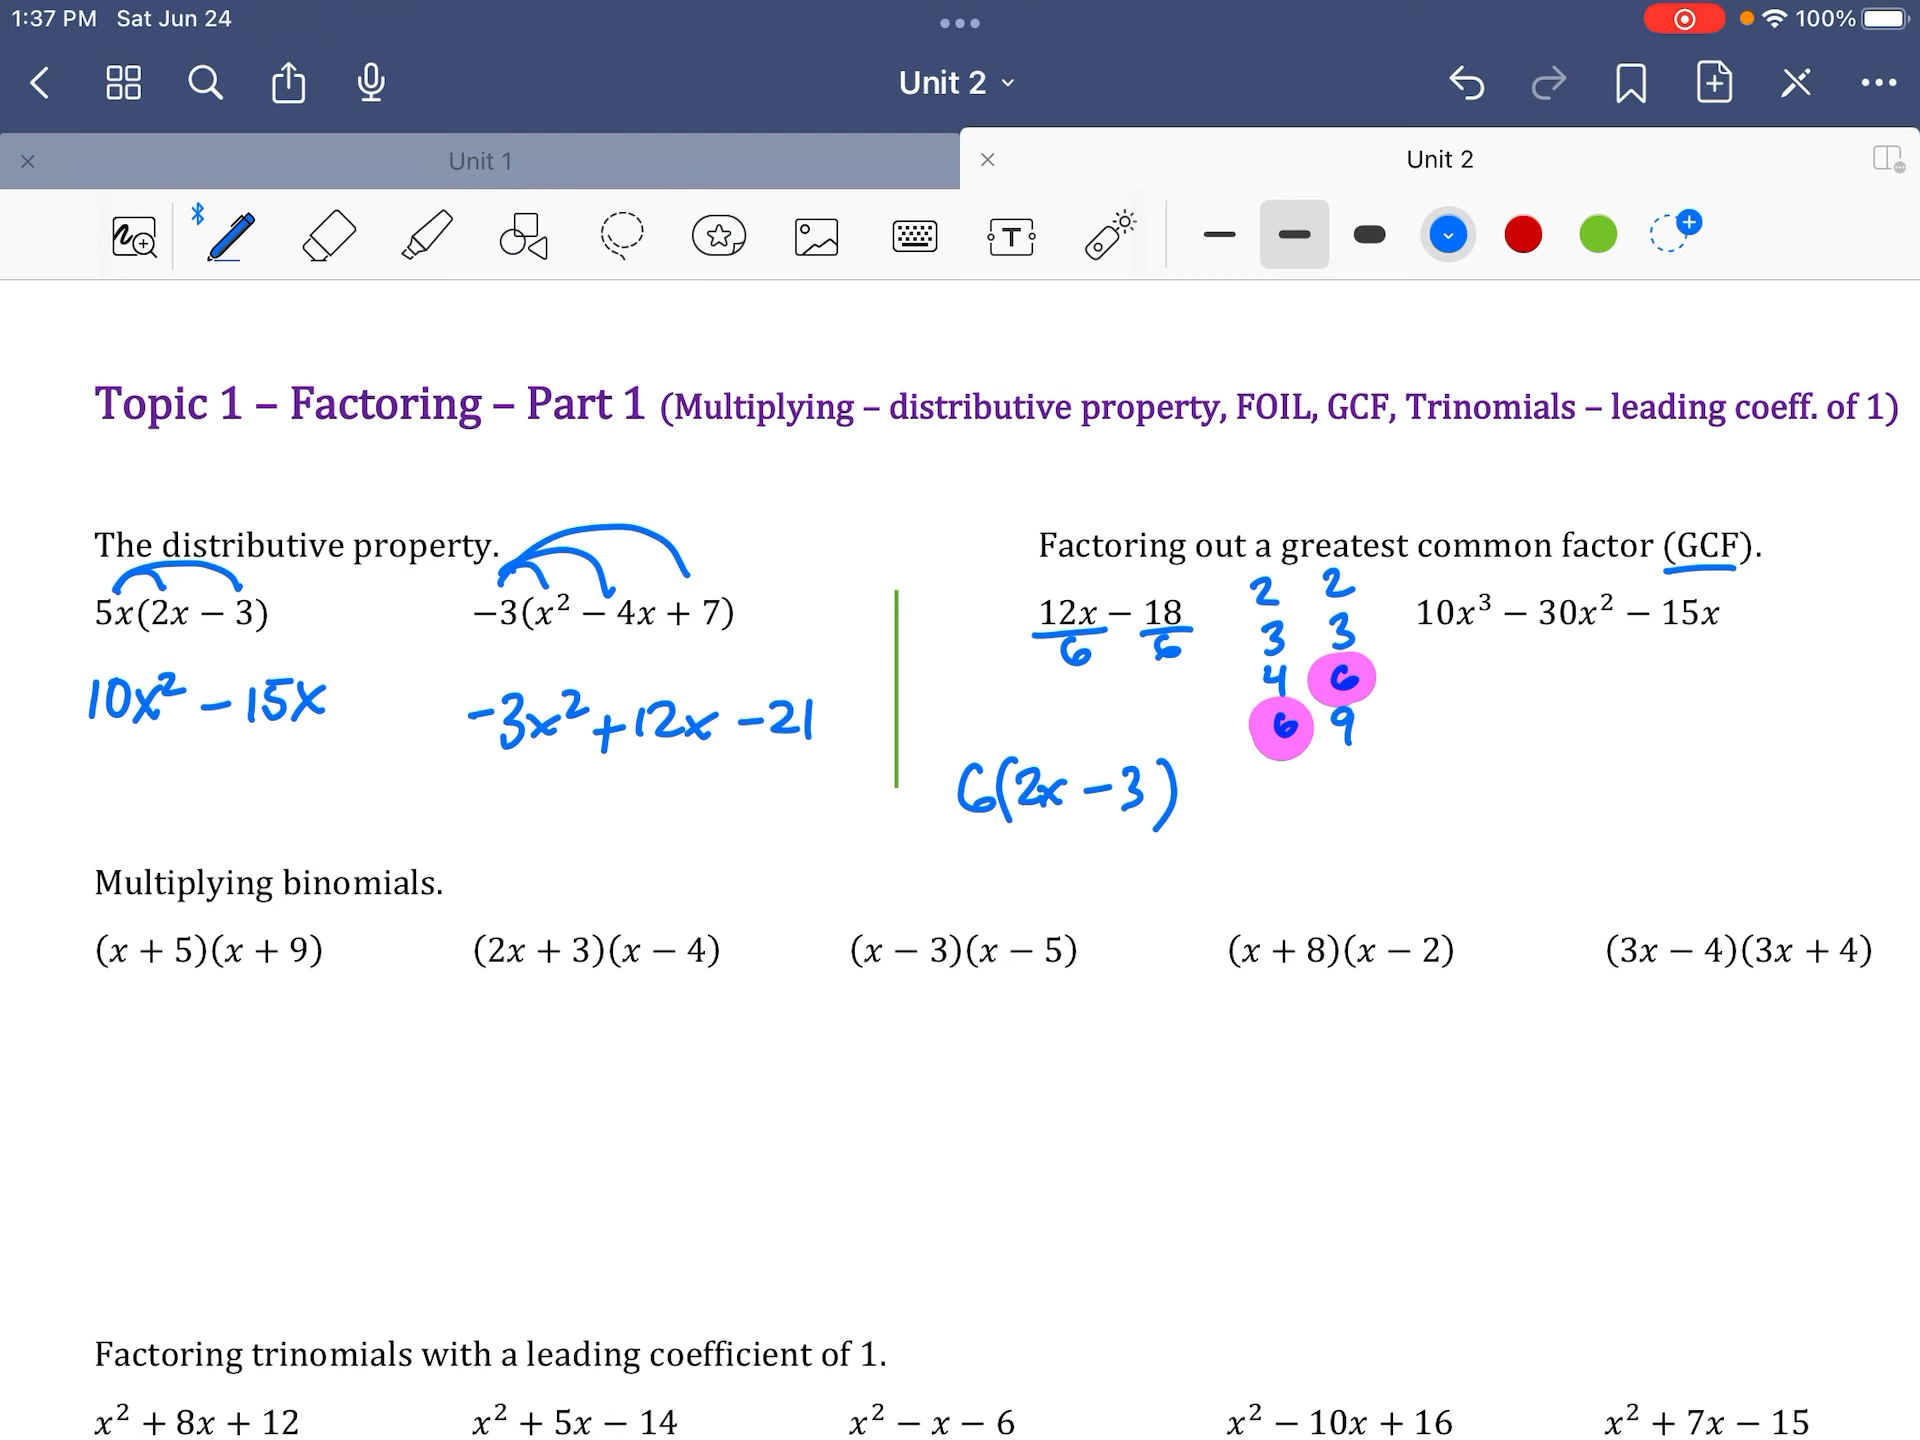 1:37 PM Sat Jun 24
100%
Unit 2
Unit 1
Unit 2
T
Topic 1 – Factoring – Part 1 (Multiplying – distributive property, FOIL, GCF, Trinomials – leading coeff. of 1)
The distributive property.
5x(2x − 3)
−3(x² − 4x + 7)
10x² − 15x
−3x² + 12x − 21
Factoring out a greatest common factor (GCF).
12x − 18
6 6
2 2
3 3
4 6
6 9
10x³ − 30x² − 15x
6(2x − 3)
Multiplying binomials.
(x + 5)(x + 9) (2x + 3)(x − 4) (x − 3)(x − 5) (x + 8)(x − 2) (3x − 4)(3x + 4)
Factoring trinomials with a leading coefficient of 1.
x² + 8x + 12 x² + 5x − 14 x² − x − 6 x² − 10x + 16 x² + 7x − 15